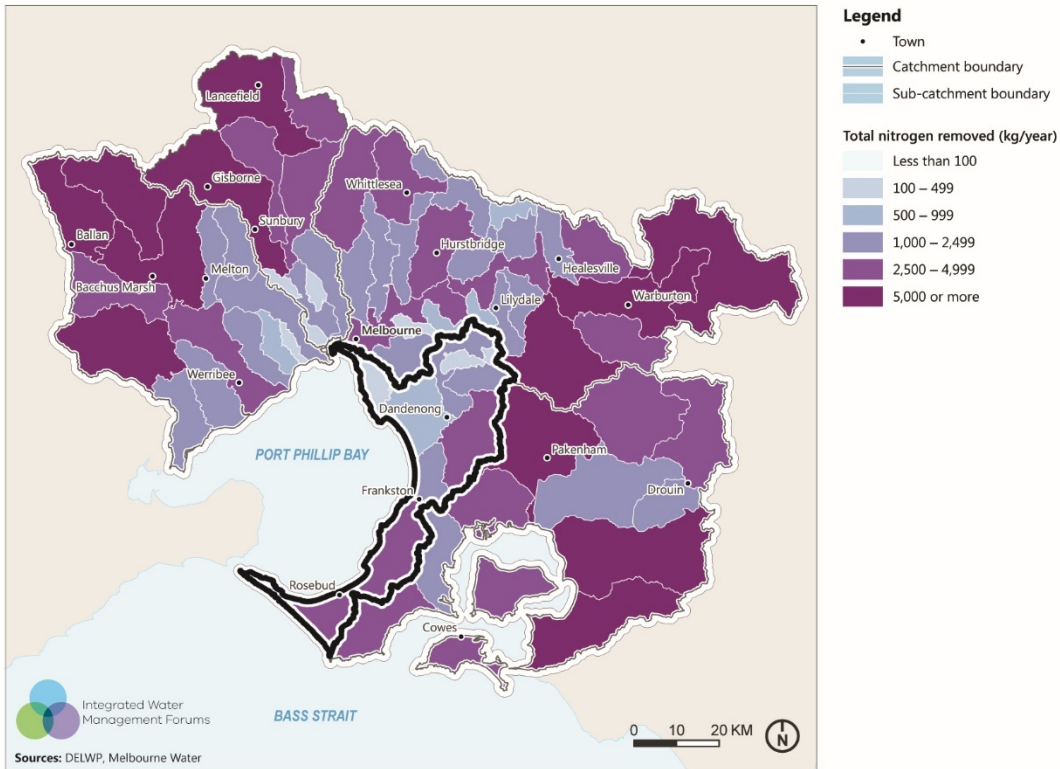 Legend
Town
Catchment boundary
Sub-catchment boundary
Total nitrogen removed (kg/year)
Less than 100
100 – 499
500 – 999
1,000 – 2,499
2,500 – 4,999
5,000 or more
Lancefield
Gisborne
Whittlesea
Sunbury
Ballan
Hurstbridge
Healesville
Melton
Bacchus Marsh
Lilydale
Warburton
Melbourne
Werribee
Dandenong
PORT PHILLIP BAY
Pakenham
Drouin
Frankston
Rosebud
Cowes
Integrated Water
Management Forums
BASS STRAIT
0 10 20 KM
N
Sources: DELWP, Melbourne Water